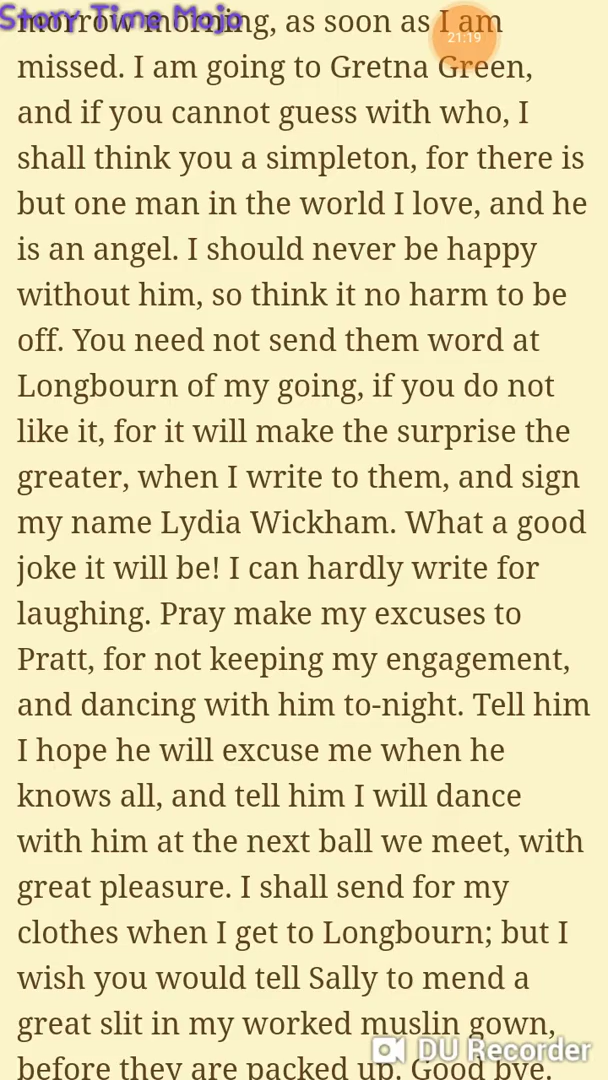 Story Time Mojo
morrow morning, as soon as I am
21:19
missed. I am going to Gretna Green,
and if you cannot guess with who, I
shall think you a simpleton, for there is
but one man in the world I love, and he
is an angel. I should never be happy
without him, so think it no harm to be
off. You need not send them word at
Longbourn of my going, if you do not
like it, for it will make the surprise the
greater, when I write to them, and sign
my name Lydia Wickham. What a good
joke it will be! I can hardly write for
laughing. Pray make my excuses to
Pratt, for not keeping my engagement,
and dancing with him to-night. Tell him
I hope he will excuse me when he
knows all, and tell him I will dance
with him at the next ball we meet, with
great pleasure. I shall send for my
clothes when I get to Longbourn; but I
wish you would tell Sally to mend a
great slit in my worked muslin gown,
before they are packed up. Good bye.
DU Recorder